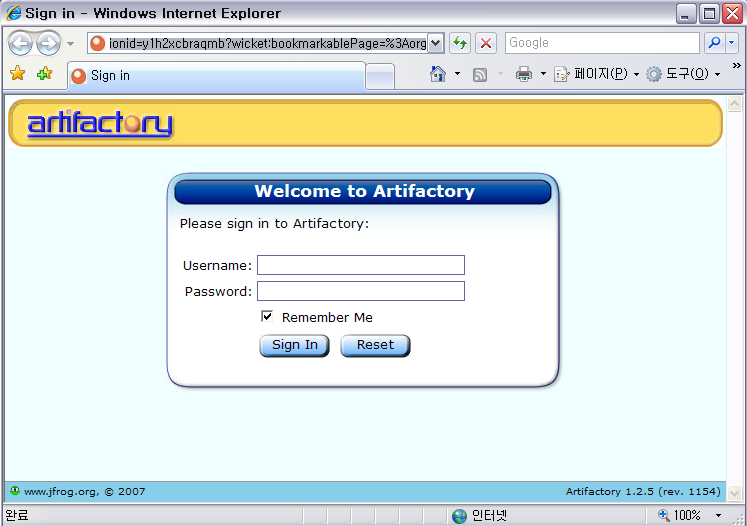 Sign in - Windows Internet Explorer
ionid=y1h2xcbraqmb?wicket:bookmarkablePage=%3Aorg
Google
Sign in
페이지(P)
도구(O)
artifactory
Welcome to Artifactory
Please sign in to Artifactory:
Username:
Password:
Remember Me
Sign In Reset
www.jfrog.org, © 2007 Artifactory 1.2.5 (rev. 1154)
완료 인터넷 100%